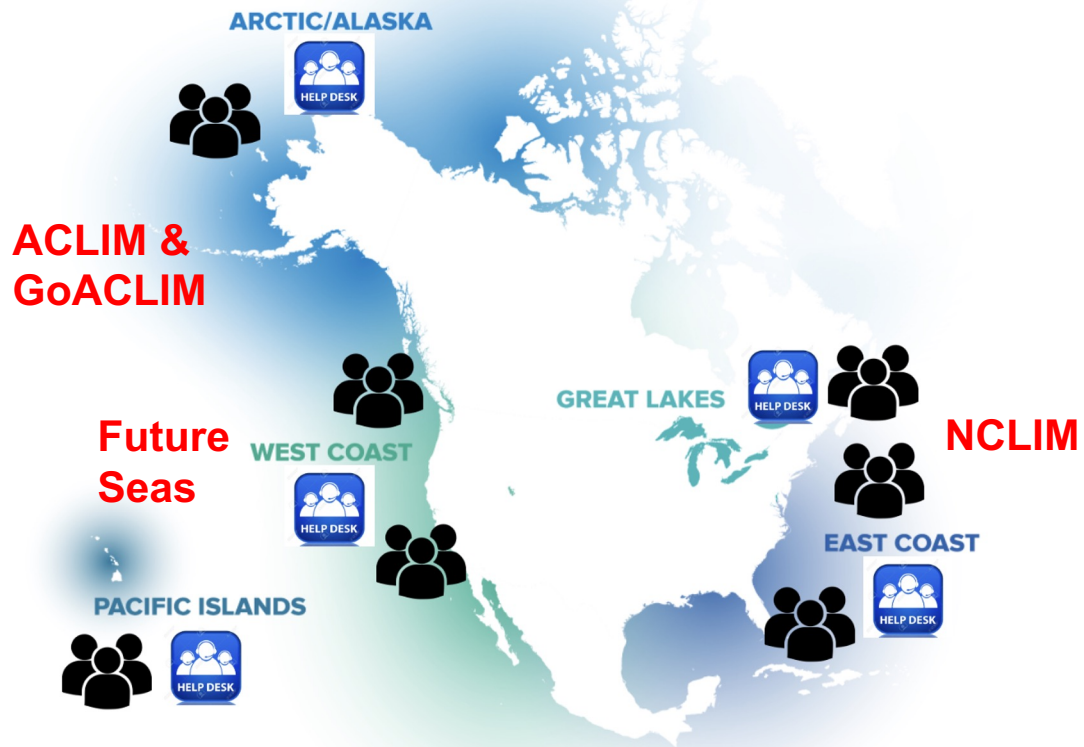 ARCTIC/ALASKA
HELP DESK
ACLIM &
GoACLIM
GREAT LAKES
HELP DESK
Future
Seas
WEST COAST
NCLIM
HELP DESK
EAST COAST
HELP DESK
PACIFIC ISLANDS
HELP DESK